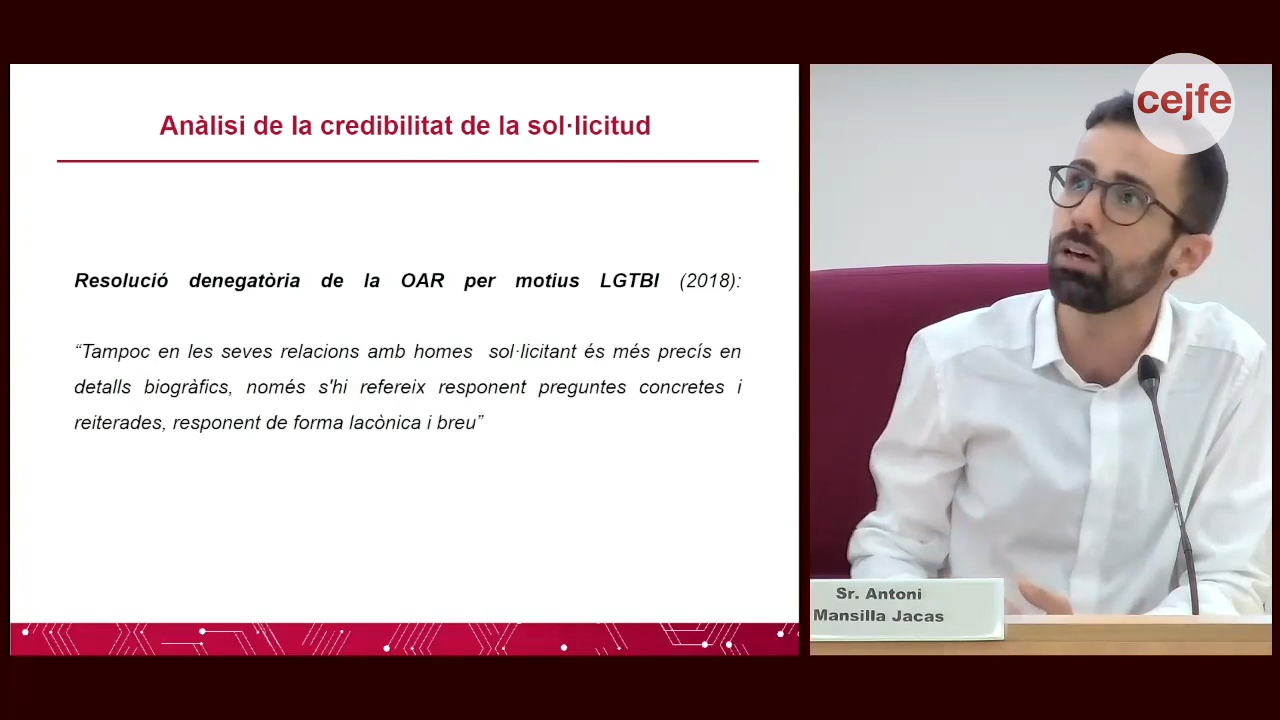 cejfe
Anàlisi de la credibilitat de la sol·licitud
Resolució denegatòria de la OAR per motius LGTBI (2018):
“Tampoc en les seves relacions amb homes sol·licitant és més precís en
detalls biogràfics, només s'hi refereix responent preguntes concretes i
reiterades, responent de forma lacònica i breu”
Sr. Antoni
Mansilla Jacas